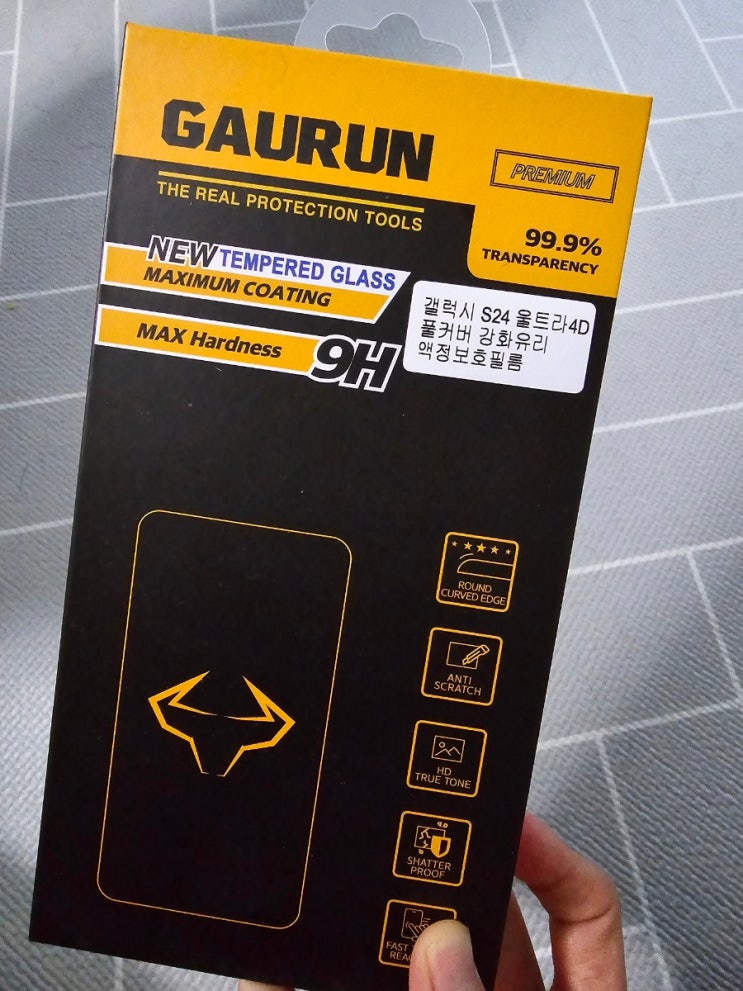 GAURUN
PREMIUM
THE REAL PROTECTION TOOLS
99.9%
TRANSPARENCY
NEW TEMPERED GLASS
MAXIMUM COATING
MAX Hardness 9H
갤럭시 S24 울트라4D
풀커버 강화유리
액정보호필름
ROUND
CURVED EDGE
ANTI
SCRATCH
HD
TRUE TONE
SHATTER
PROOF
FAST